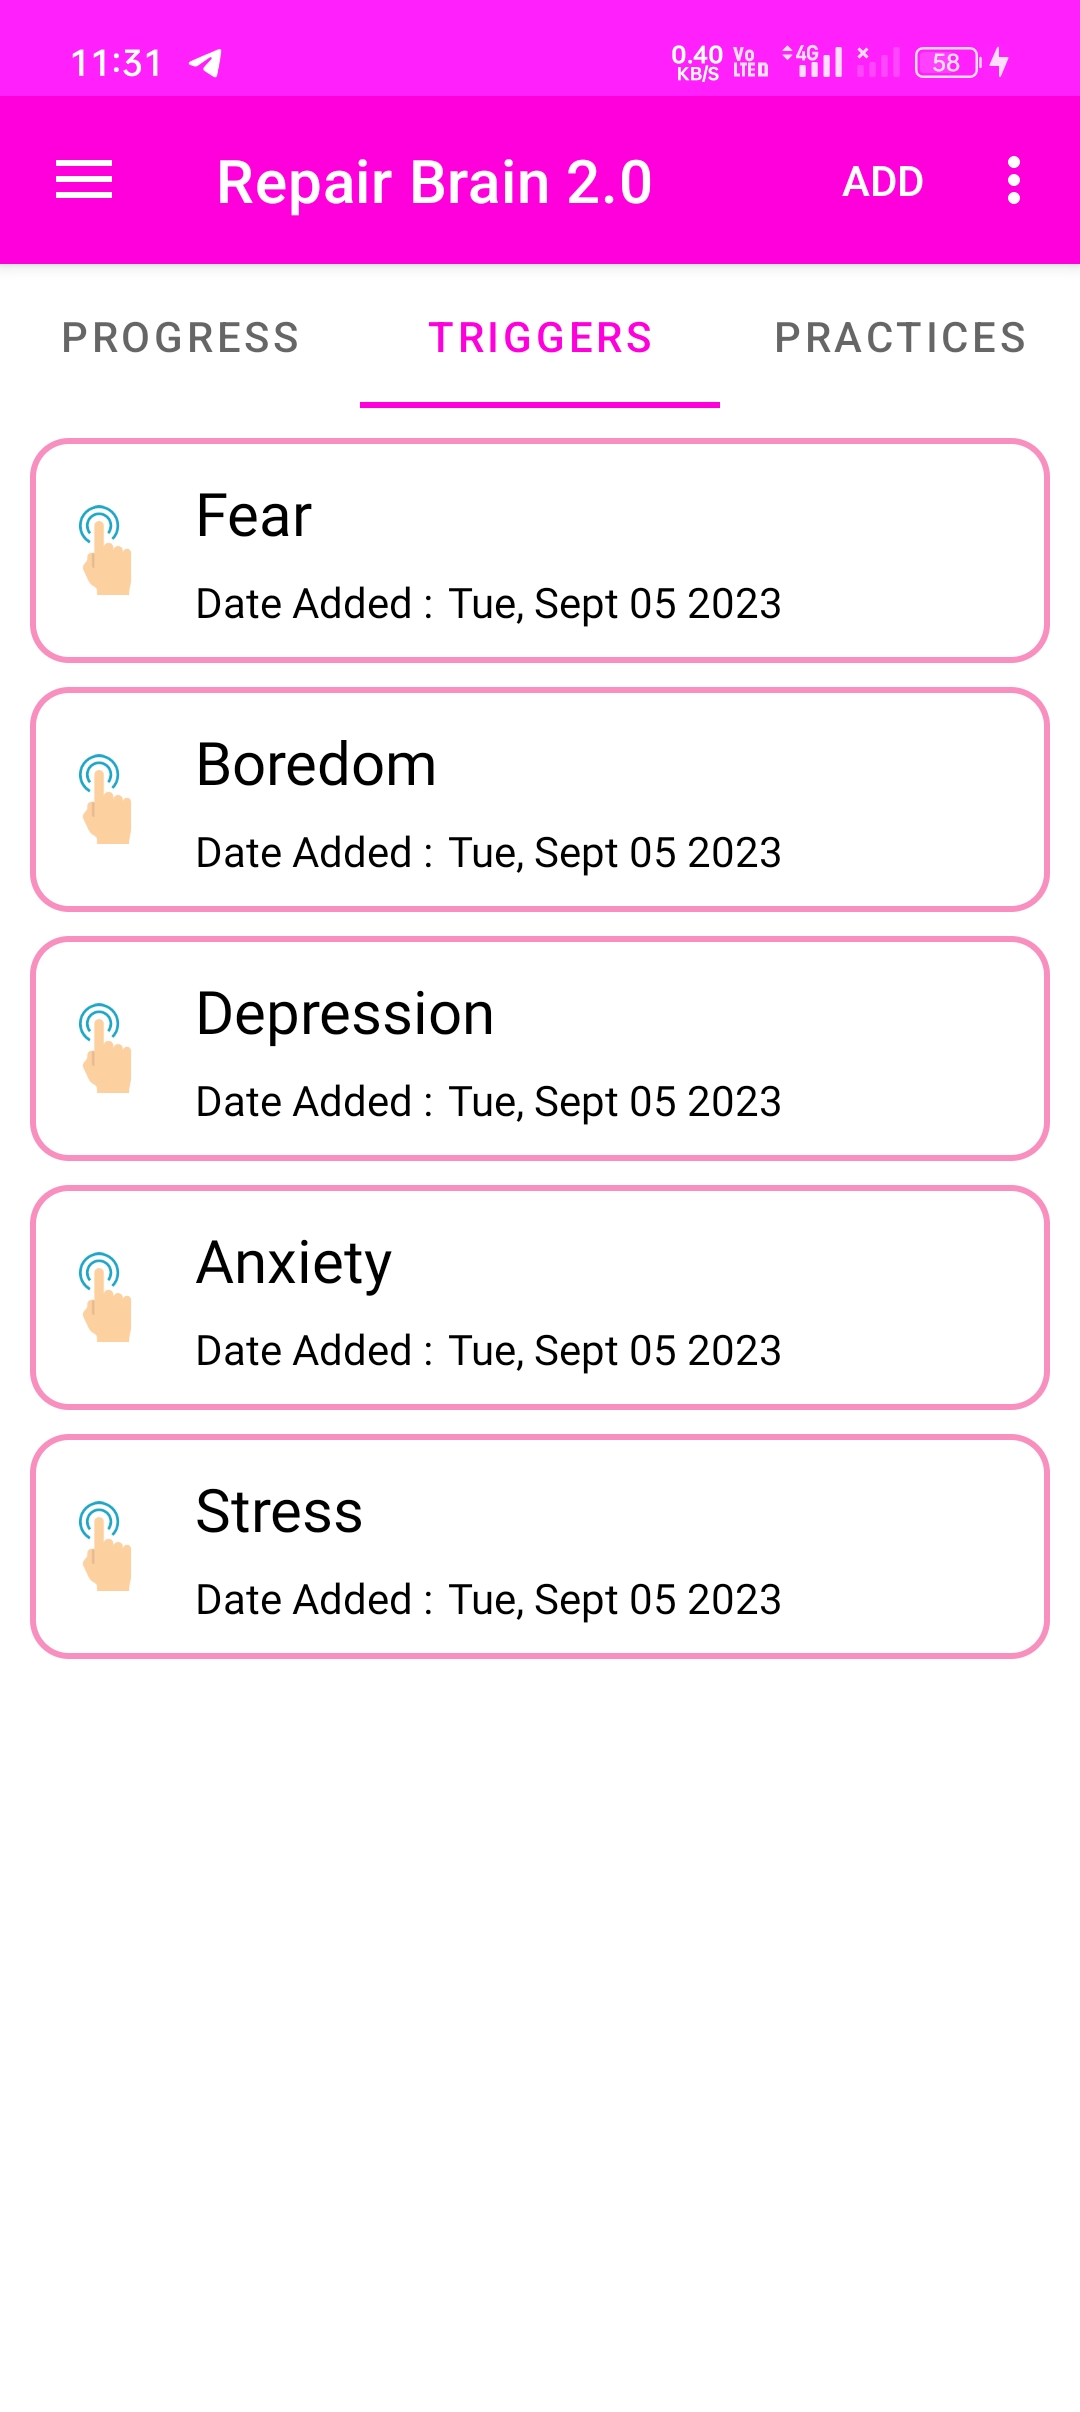 11:31 0.40 KB/S Vo LTE D 4G 58
Repair Brain 2.0 ADD
PROGRESS TRIGGERS PRACTICES
Fear
Date Added : Tue, Sept 05 2023
Boredom
Date Added : Tue, Sept 05 2023
Depression
Date Added : Tue, Sept 05 2023
Anxiety
Date Added : Tue, Sept 05 2023
Stress
Date Added : Tue, Sept 05 2023